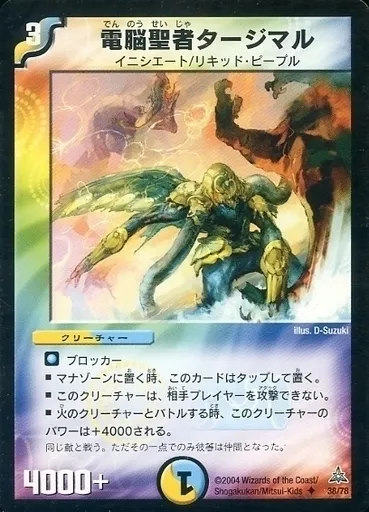 3
でん のう せい じゃ
電脳聖者タージマル
イニシエート/リキッド・ピープル
illus. D-Suzuki
クリーチャー
ブロッカー
■ マナゾーンに置く時、このカードはタップして置く。
■ このクリーチャーは、相手プレイヤーを攻撃できない。
■ 火のクリーチャーとバトルする時、このクリーチャーの
パワーは+4000される。
同じ敵と戦う。ただその一点でのみ彼等は仲間となった。
4000+
1
©2004 Wizards of the Coast/
Shogakukan/Mitsui-Kids
38/78